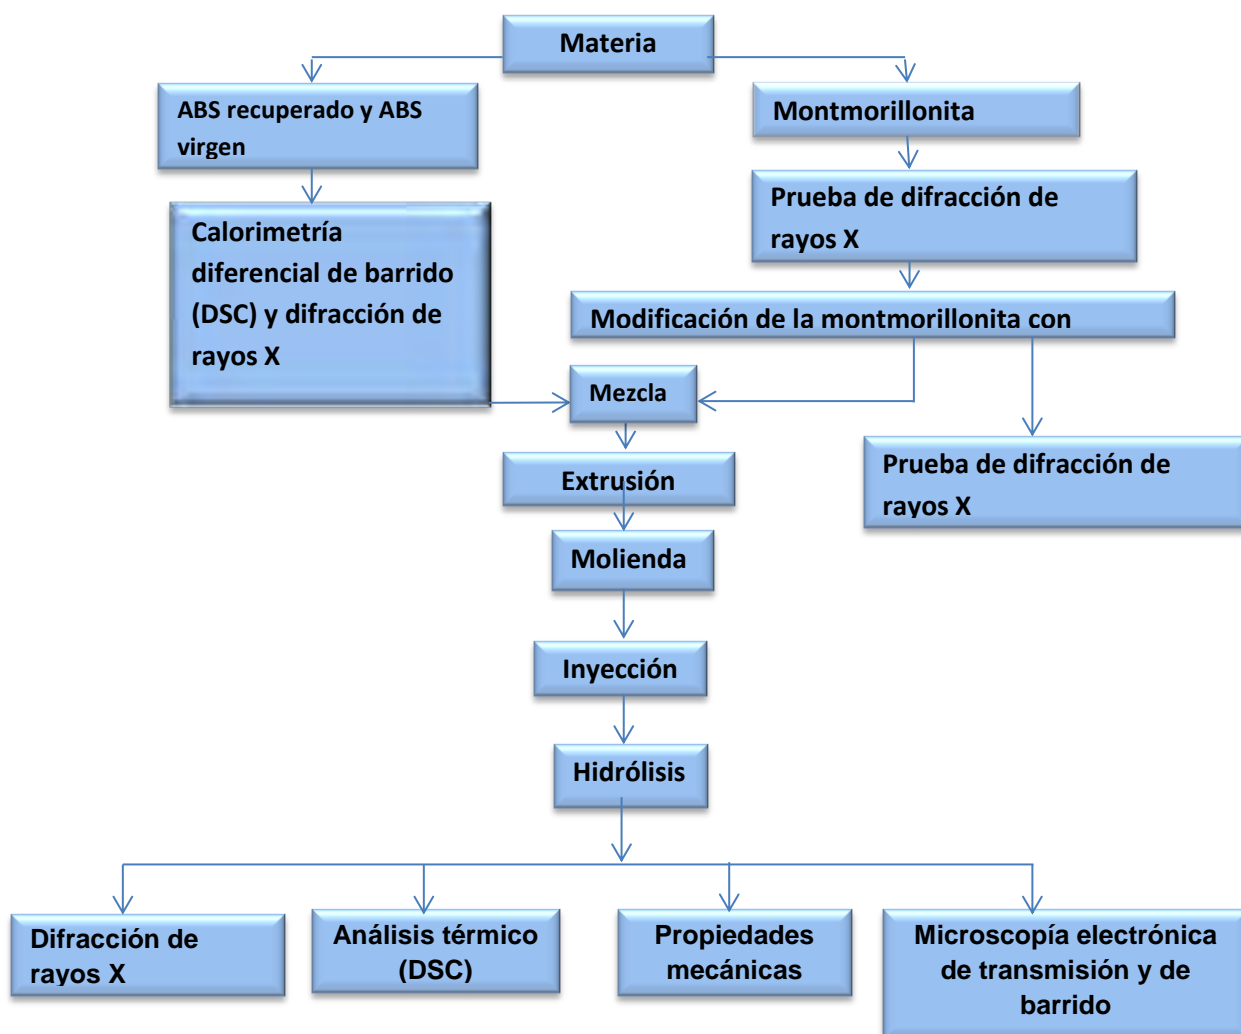 Materia
ABS recuperado y ABS
virgen
Montmorillonita
Prueba de difracción de
rayos X
Calorimetría
diferencial de barrido
(DSC) y difracción de
rayos X
Modificación de la montmorillonita con
Mezcla
Prueba de difracción de
rayos X
Extrusión
Molienda
Inyección
Hidrólisis
Difracción de
rayos X
Análisis térmico
(DSC)
Propiedades
mecánicas
Microscopía electrónica
de transmisión y de
barrido